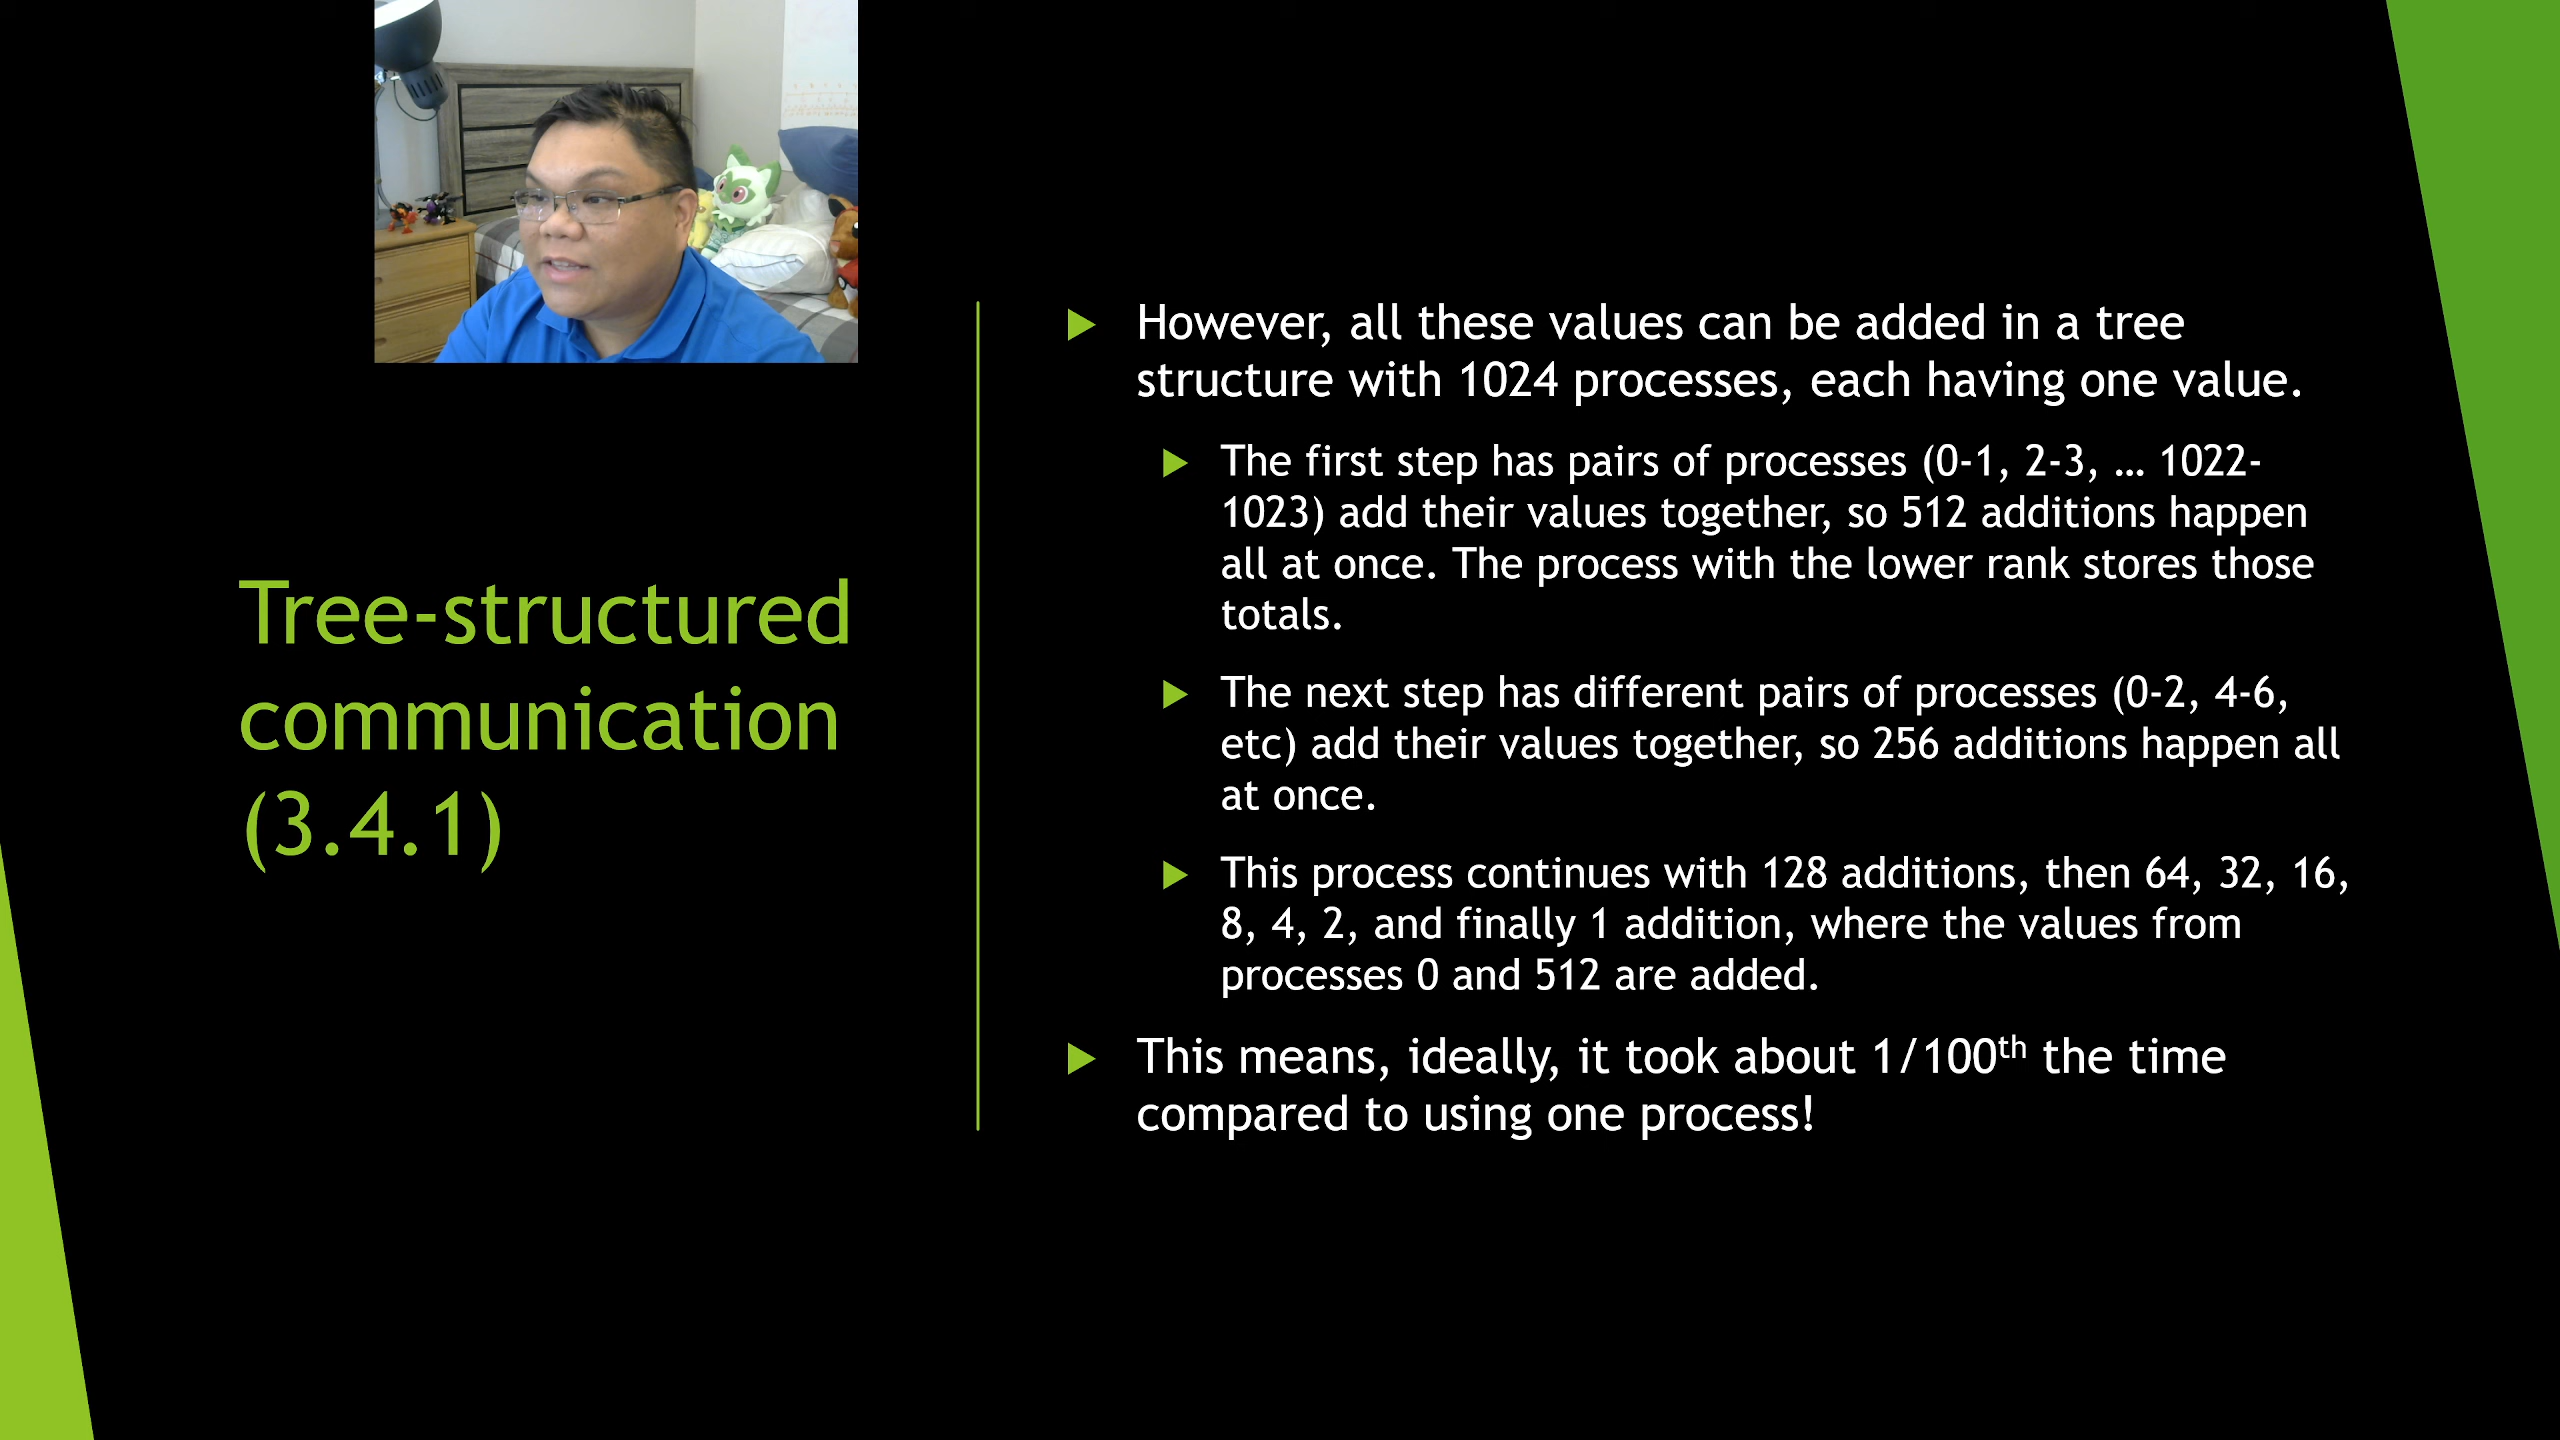 Tree-structured
communication
(3.4.1)
However, all these values can be added in a tree
structure with 1024 processes, each having one value.
The first step has pairs of processes (0-1, 2-3, … 1022-
1023) add their values together, so 512 additions happen
all at once. The process with the lower rank stores those
totals.
The next step has different pairs of processes (0-2, 4-6,
etc) add their values together, so 256 additions happen all
at once.
This process continues with 128 additions, then 64, 32, 16,
8, 4, 2, and finally 1 addition, where the values from
processes 0 and 512 are added.
This means, ideally, it took about 1/100th the time
compared to using one process!